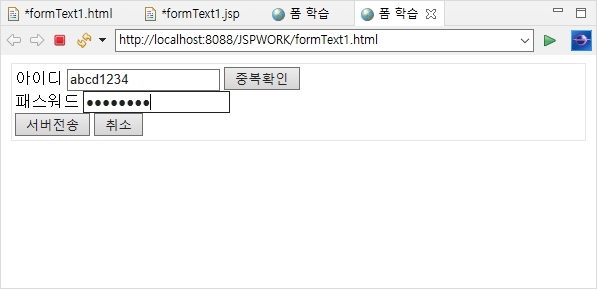 *formText1.html *formText1.jsp 폼 학습 폼 학습
http://localhost:8088/JSPWORK/formText1.html
아이디 abcd1234 중복확인
패스워드 ●●●●●●●●
서버전송 취소